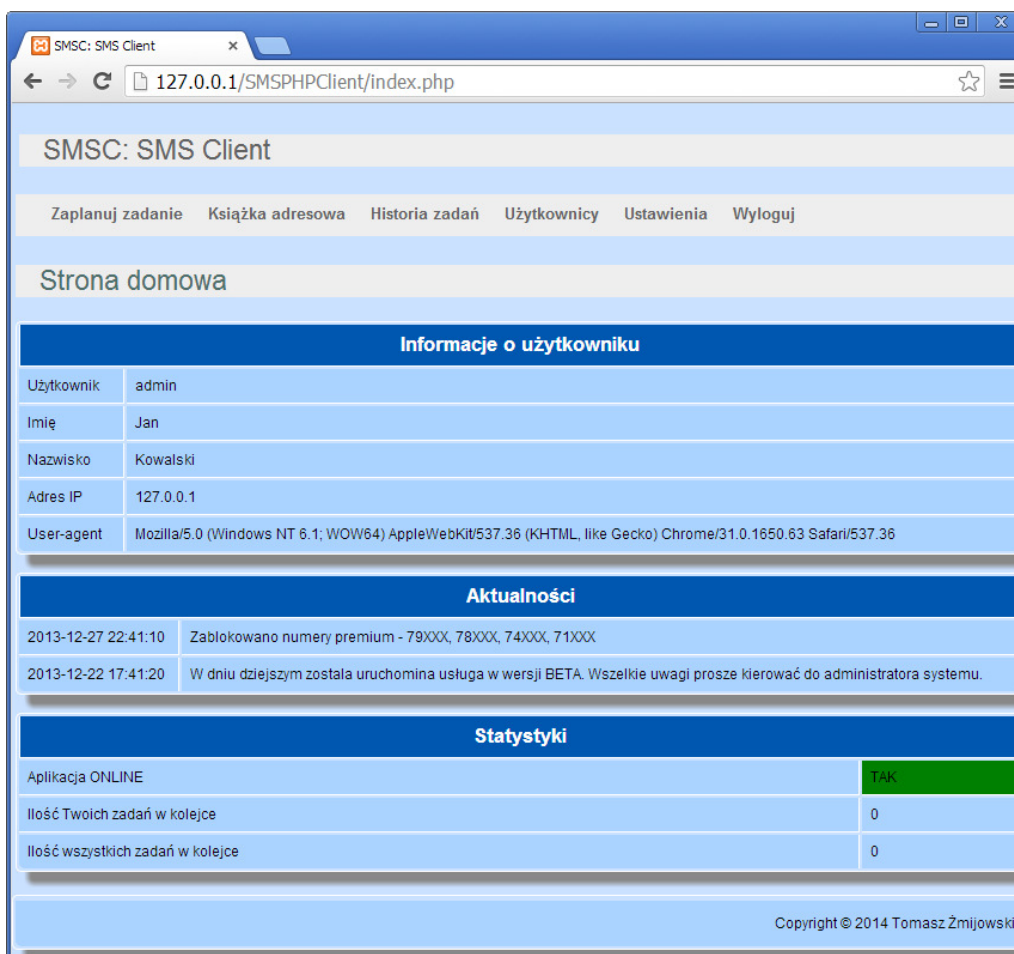 SMSC: SMS Client
127.0.0.1/SMSPHPClient/index.php
SMSC: SMS Client
Zaplanuj zadanie Książka adresowa Historia zadań Użytkownicy Ustawienia Wyloguj
Strona domowa
Informacje o użytkowniku
Użytkownik admin
Imię Jan
Nazwisko Kowalski
Adres IP 127.0.0.1
User-agent Mozilla/5.0 (Windows NT 6.1; WOW64) AppleWebKit/537.36 (KHTML, like Gecko) Chrome/31.0.1650.63 Safari/537.36
Aktualności
2013-12-27 22:41:10 Zablokowano numery premium - 79XXX, 78XXX, 74XXX, 71XXX
2013-12-22 17:41:20 W dniu dziejszym zostala uruchomina usługa w wersji BETA. Wszelkie uwagi prosze kierować do administratora systemu.
Statystyki
Aplikacja ONLINE TAK
Ilość Twoich zadań w kolejce 0
Ilość wszystkich zadań w kolejce 0
Copyright © 2014 Tomasz Żmijowski